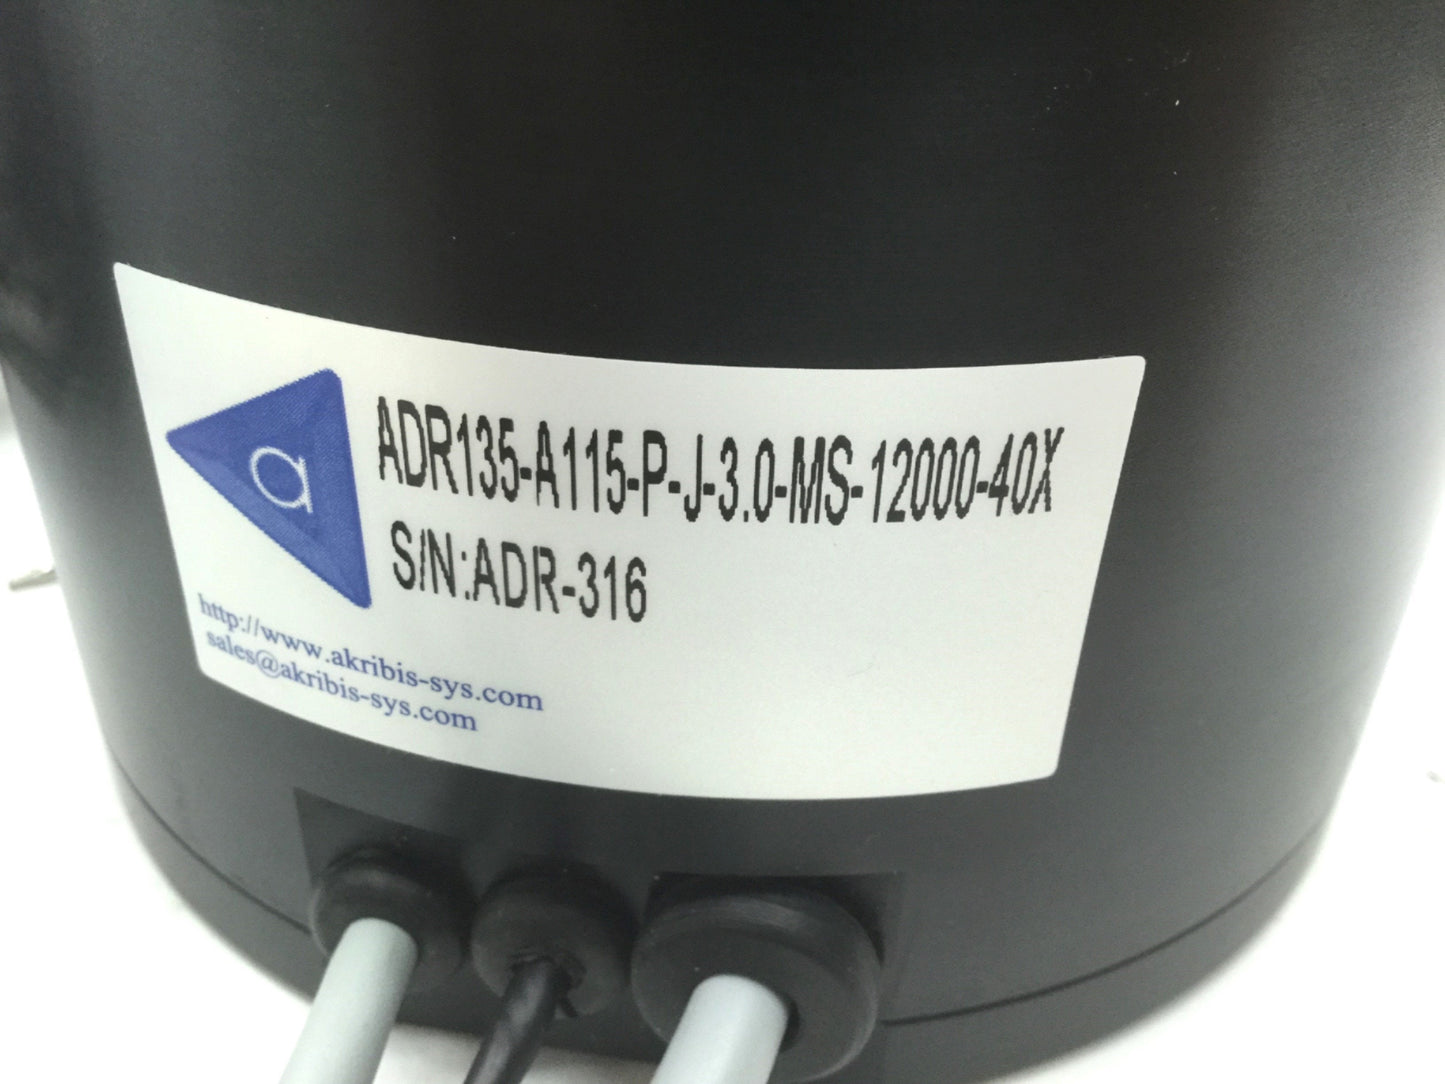 a
ADR135-A115-P-J-3.0-MS-12000-40X
S/N:ADR-316
http://www.akribis-sys.com
sales@akribis-sys.com